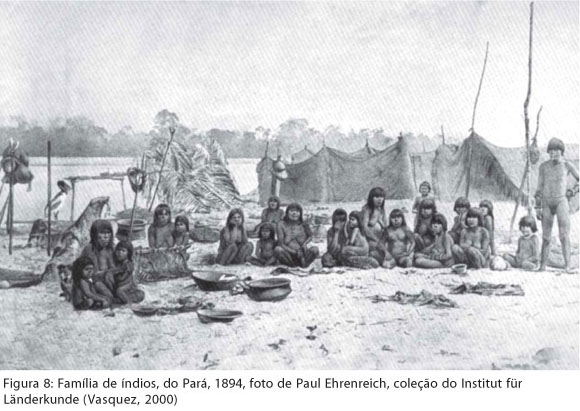 Figura 8: Família de índios, do Pará, 1894, foto de Paul Ehrenreich, coleção do Institut für
Länderkunde (Vasquez, 2000)